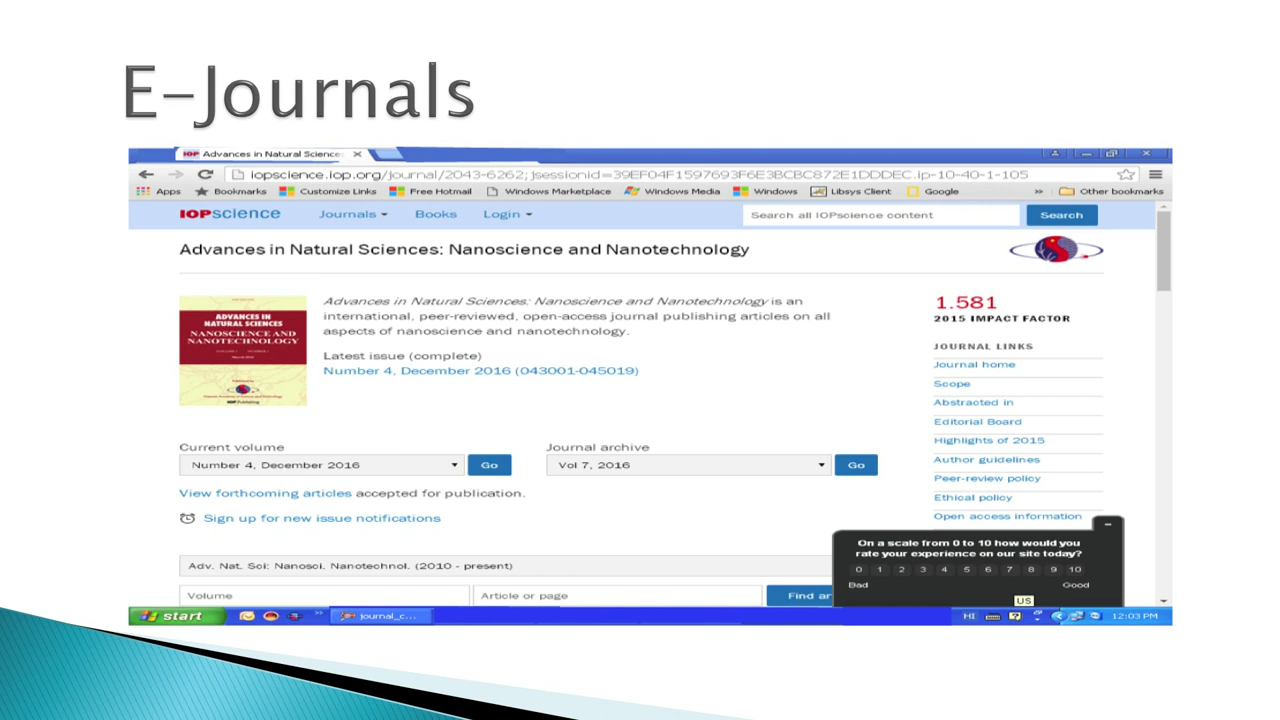 E-Journals
IOP Advances in Natural Science:
iopscience.iop.org/journal/2043-6262;jsessionid=39EF04F1597693F6E3BCBC872E1DDDEC.ip-10-40-1-105
Apps Bookmarks Customize Links Free Hotmail Windows Marketplace Windows Media Windows Libsys Client Google » Other bookmarks
IOPscience Journals Books Login Search all IOPscience content Search
Advances in Natural Sciences: Nanoscience and Nanotechnology
ADVANCES IN
NATURAL SCIENCES
NANOSCIENCE AND
NANOTECHNOLOGY
IOP Publishing
Advances in Natural Sciences: Nanoscience and Nanotechnology is an
international, peer-reviewed, open-access journal publishing articles on all
aspects of nanoscience and nanotechnology.
Latest issue (complete)
Number 4, December 2016 (043001-045019)
1.581
2015 IMPACT FACTOR
JOURNAL LINKS
Journal home
Scope
Abstracted in
Editorial Board
Highlights of 2015
Author guidelines
Peer-review policy
Ethical policy
Open access information
Current volume
Number 4, December 2016 Go
Journal archive
Vol 7, 2016 Go
View forthcoming articles accepted for publication.
Sign up for new issue notifications
Adv. Nat. Sci: Nanosci. Nanotechnol. (2010 - present)
Volume Article or page Find ar
On a scale from 0 to 10 how would you
rate your experience on our site today?
0 1 2 3 4 5 6 7 8 9 10
Bad Good
US
start » journal_c... HI 12:03 PM